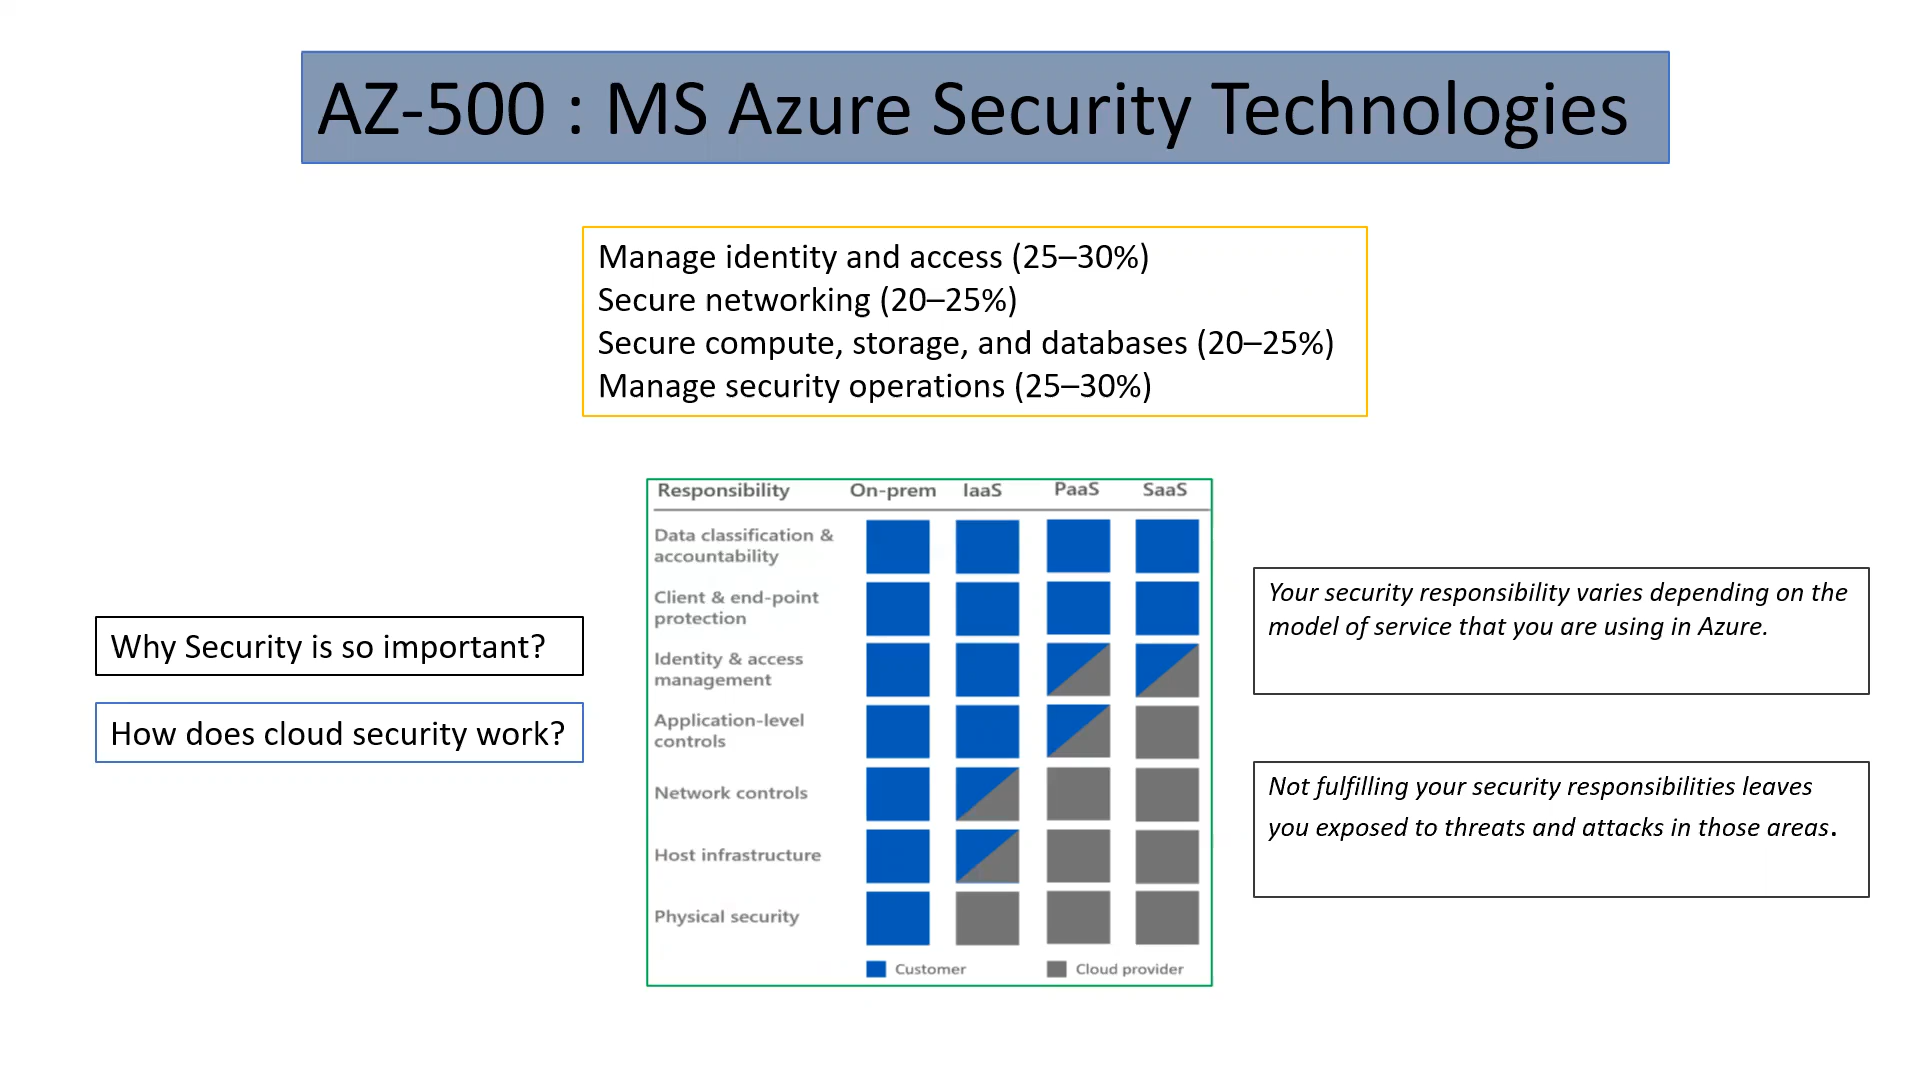 AZ-500 : MS Azure Security Technologies
Manage identity and access (25–30%)
Secure networking (20–25%)
Secure compute, storage, and databases (20–25%)
Manage security operations (25–30%)
Why Security is so important?
How does cloud security work?
Responsibility On-prem IaaS PaaS SaaS
Data classification &
accountability
Client & end-point
protection
Identity & access
management
Application-level
controls
Network controls
Host infrastructure
Physical security
Customer Cloud provider
Your security responsibility varies depending on the
model of service that you are using in Azure.
Not fulfilling your security responsibilities leaves
you exposed to threats and attacks in those areas.